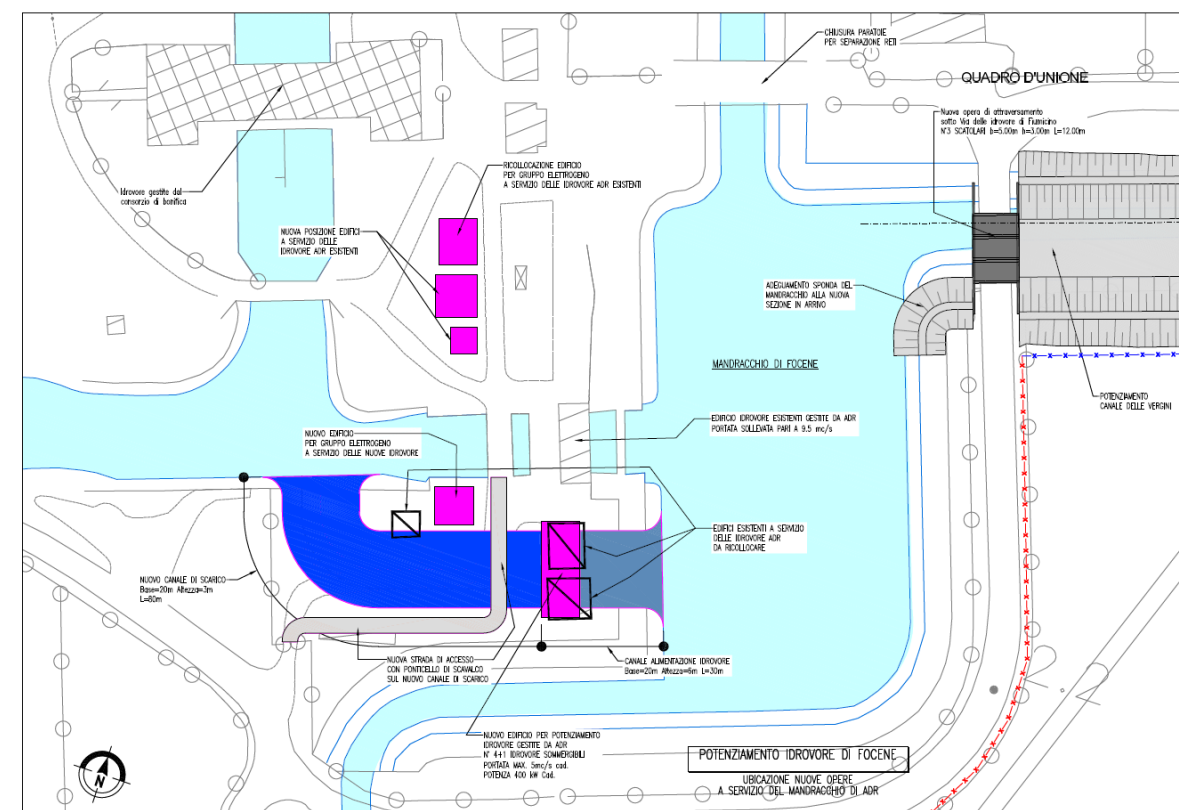 CHIUSURA PARATOIE
PER SEPARAZIONE RETI
QUADRO D'UNIONE
Nuova opera di attraversamento
sotto Via delle idrovore di Fiumicino
N°3 SCATOLARI b=5.00m h=3.00m L=12.00m
RICOLLOCAZIONE EDIFICIO
PER GRUPPO ELETTROGENO
A SERVIZIO DELLE IDROVORE ADR ESISTENTI
Idrovore gestite dal
consorzio di bonifica
NUOVA POSIZIONE EDIFICI
A SERVIZIO DELLE
IDROVORE ADR ESISTENTI
ADEGUAMENTO SPONDA DEL
MANDRACCHIO ALLA NUOVA
SEZIONE IN ARRIVO
MANDRACCHIO DI FOCENE
POTENZIAMENTO
CANALE DELLE VERGINI
EDIFICIO IDROVORE ESISTENTI GESTITE DA ADR
PORTATA SOLLEVATA PARI A 9.5 mc/s
NUOVO EDIFICIO
PER GRUPPO ELETTROGENO
A SERVIZIO DELLE NUOVE IDROVORE
EDIFICI ESISTENTI A SERVIZIO
DELLE IDROVORE ADR
DA RICOLLOCARE
NUOVO CANALE DI SCARICO
Base=20m Altezza=3m
L=80m
NUOVA STRADA DI ACCESSO
CON PONTICELLO DI SCAVALCO
SUL NUOVO CANALE DI SCARICO
CANALE ALIMENTAZIONE IDROVORE
Base=20m Altezza=6m L=30m
NUOVO EDIFICIO PER POTENZIAMENTO
IDROVORE GESTITE DA ADR
N° 4+1 IDROVORE SOMMERGIBILI
PORTATA MAX. 5mc/s cad.
POTENZA 400 kW Cad.
POTENZIAMENTO IDROVORE DI FOCENE
UBICAZIONE NUOVE OPERE
A SERVIZIO DEL MANDRACCHIO DI ADR
N